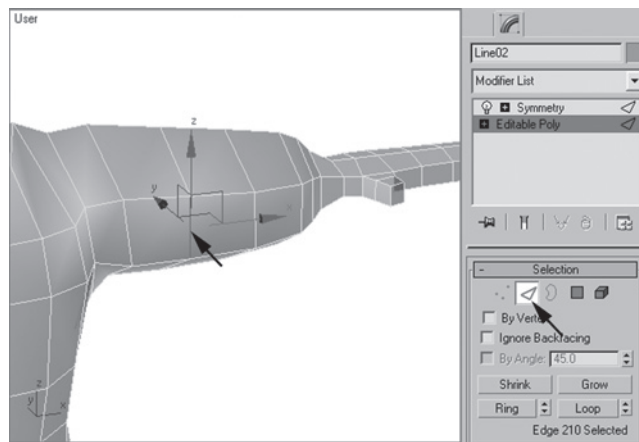 User
z
y
x
z
y
x
Line02
Modifier List
Symmetry
Editable Poly
Selection
By Verte
Ignore Backfacing
By Angle: 45.0
Shrink
Grow
Ring
Loop
Edge 210 Selected